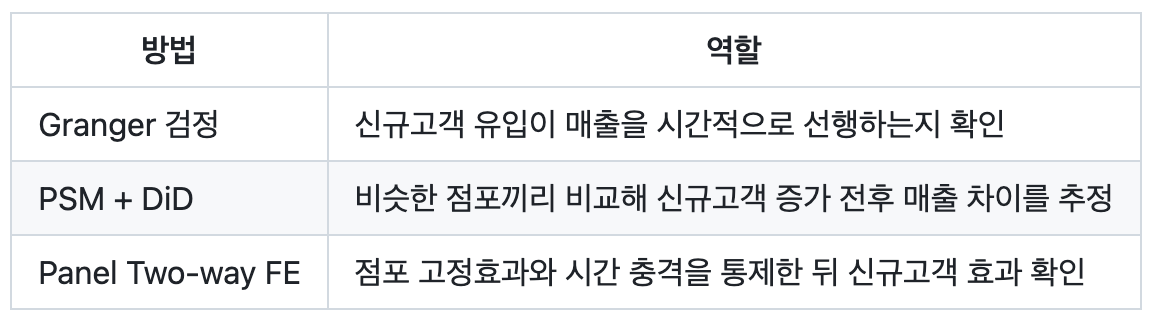 방법
역할
Granger 검정
신규고객 유입이 매출을 시간적으로 선행하는지 확인
PSM + DiD
비슷한 점포끼리 비교해 신규고객 증가 전후 매출 차이를 추정
Panel Two-way FE
점포 고정효과와 시간 충격을 통제한 뒤 신규고객 효과 확인